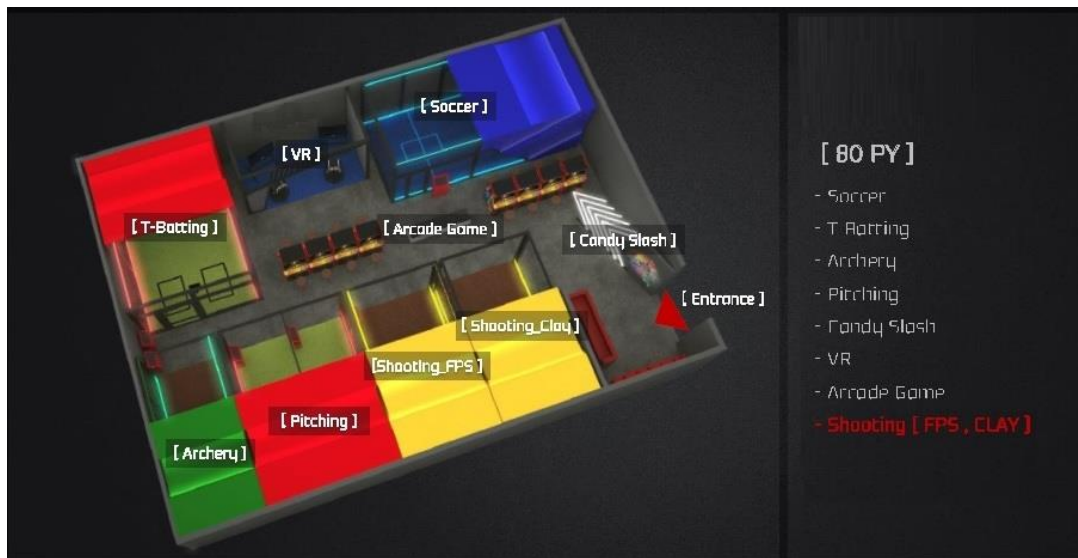 [ Soccer ]
[ VR ]
[ T-Batting ]
[ Arcade Game ]
[ Candy Slash ]
[ Entrance ]
[ Shooting_Clay ]
[Shooting_FPS ]
[ Pitching ]
[ Archery ]
[ 80 PY ]
- Soccer
- T Batting
- Archery
- Pitching
- Candy Slash
- VR
- Arcade Game
- Shooting [ FPS , CLAY ]